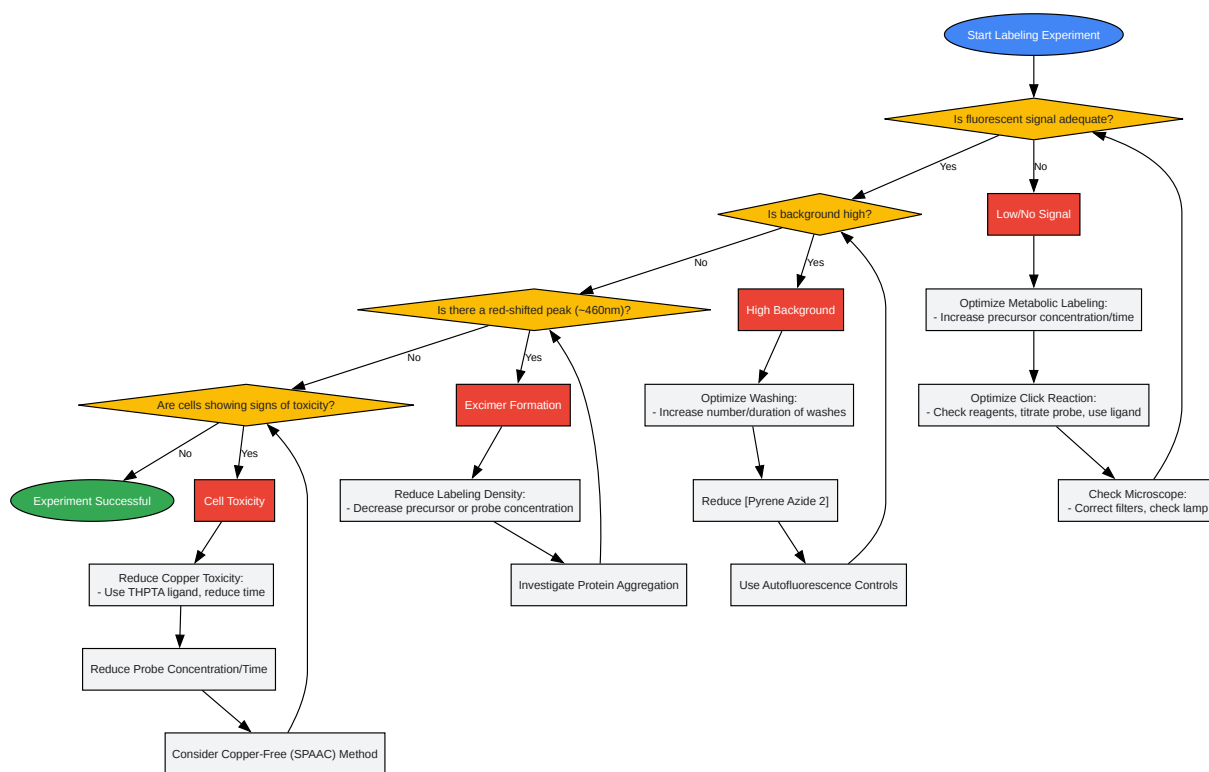 Start Labeling Experiment
Is fluorescent signal adequate?
Yes
No
Is background high?
Low/No Signal
No
Yes
Is there a red-shifted peak (~460nm)?
High Background
Optimize Metabolic Labeling:
- Increase precursor concentration/time
No
Yes
Are cells showing signs of toxicity?
Excimer Formation
Optimize Washing:
- Increase number/duration of washes
Optimize Click Reaction:
- Check reagents, titrate probe, use ligand
No
Yes
Experiment Successful
Cell Toxicity
Reduce Labeling Density:
- Decrease precursor or probe concentration
Reduce [Pyrene Azide 2]
Check Microscope:
- Correct filters, check lamp
Reduce Copper Toxicity:
- Use THPTA ligand, reduce time
Investigate Protein Aggregation
Use Autofluorescence Controls
Reduce Probe Concentration/Time
Consider Copper-Free (SPAAC) Method